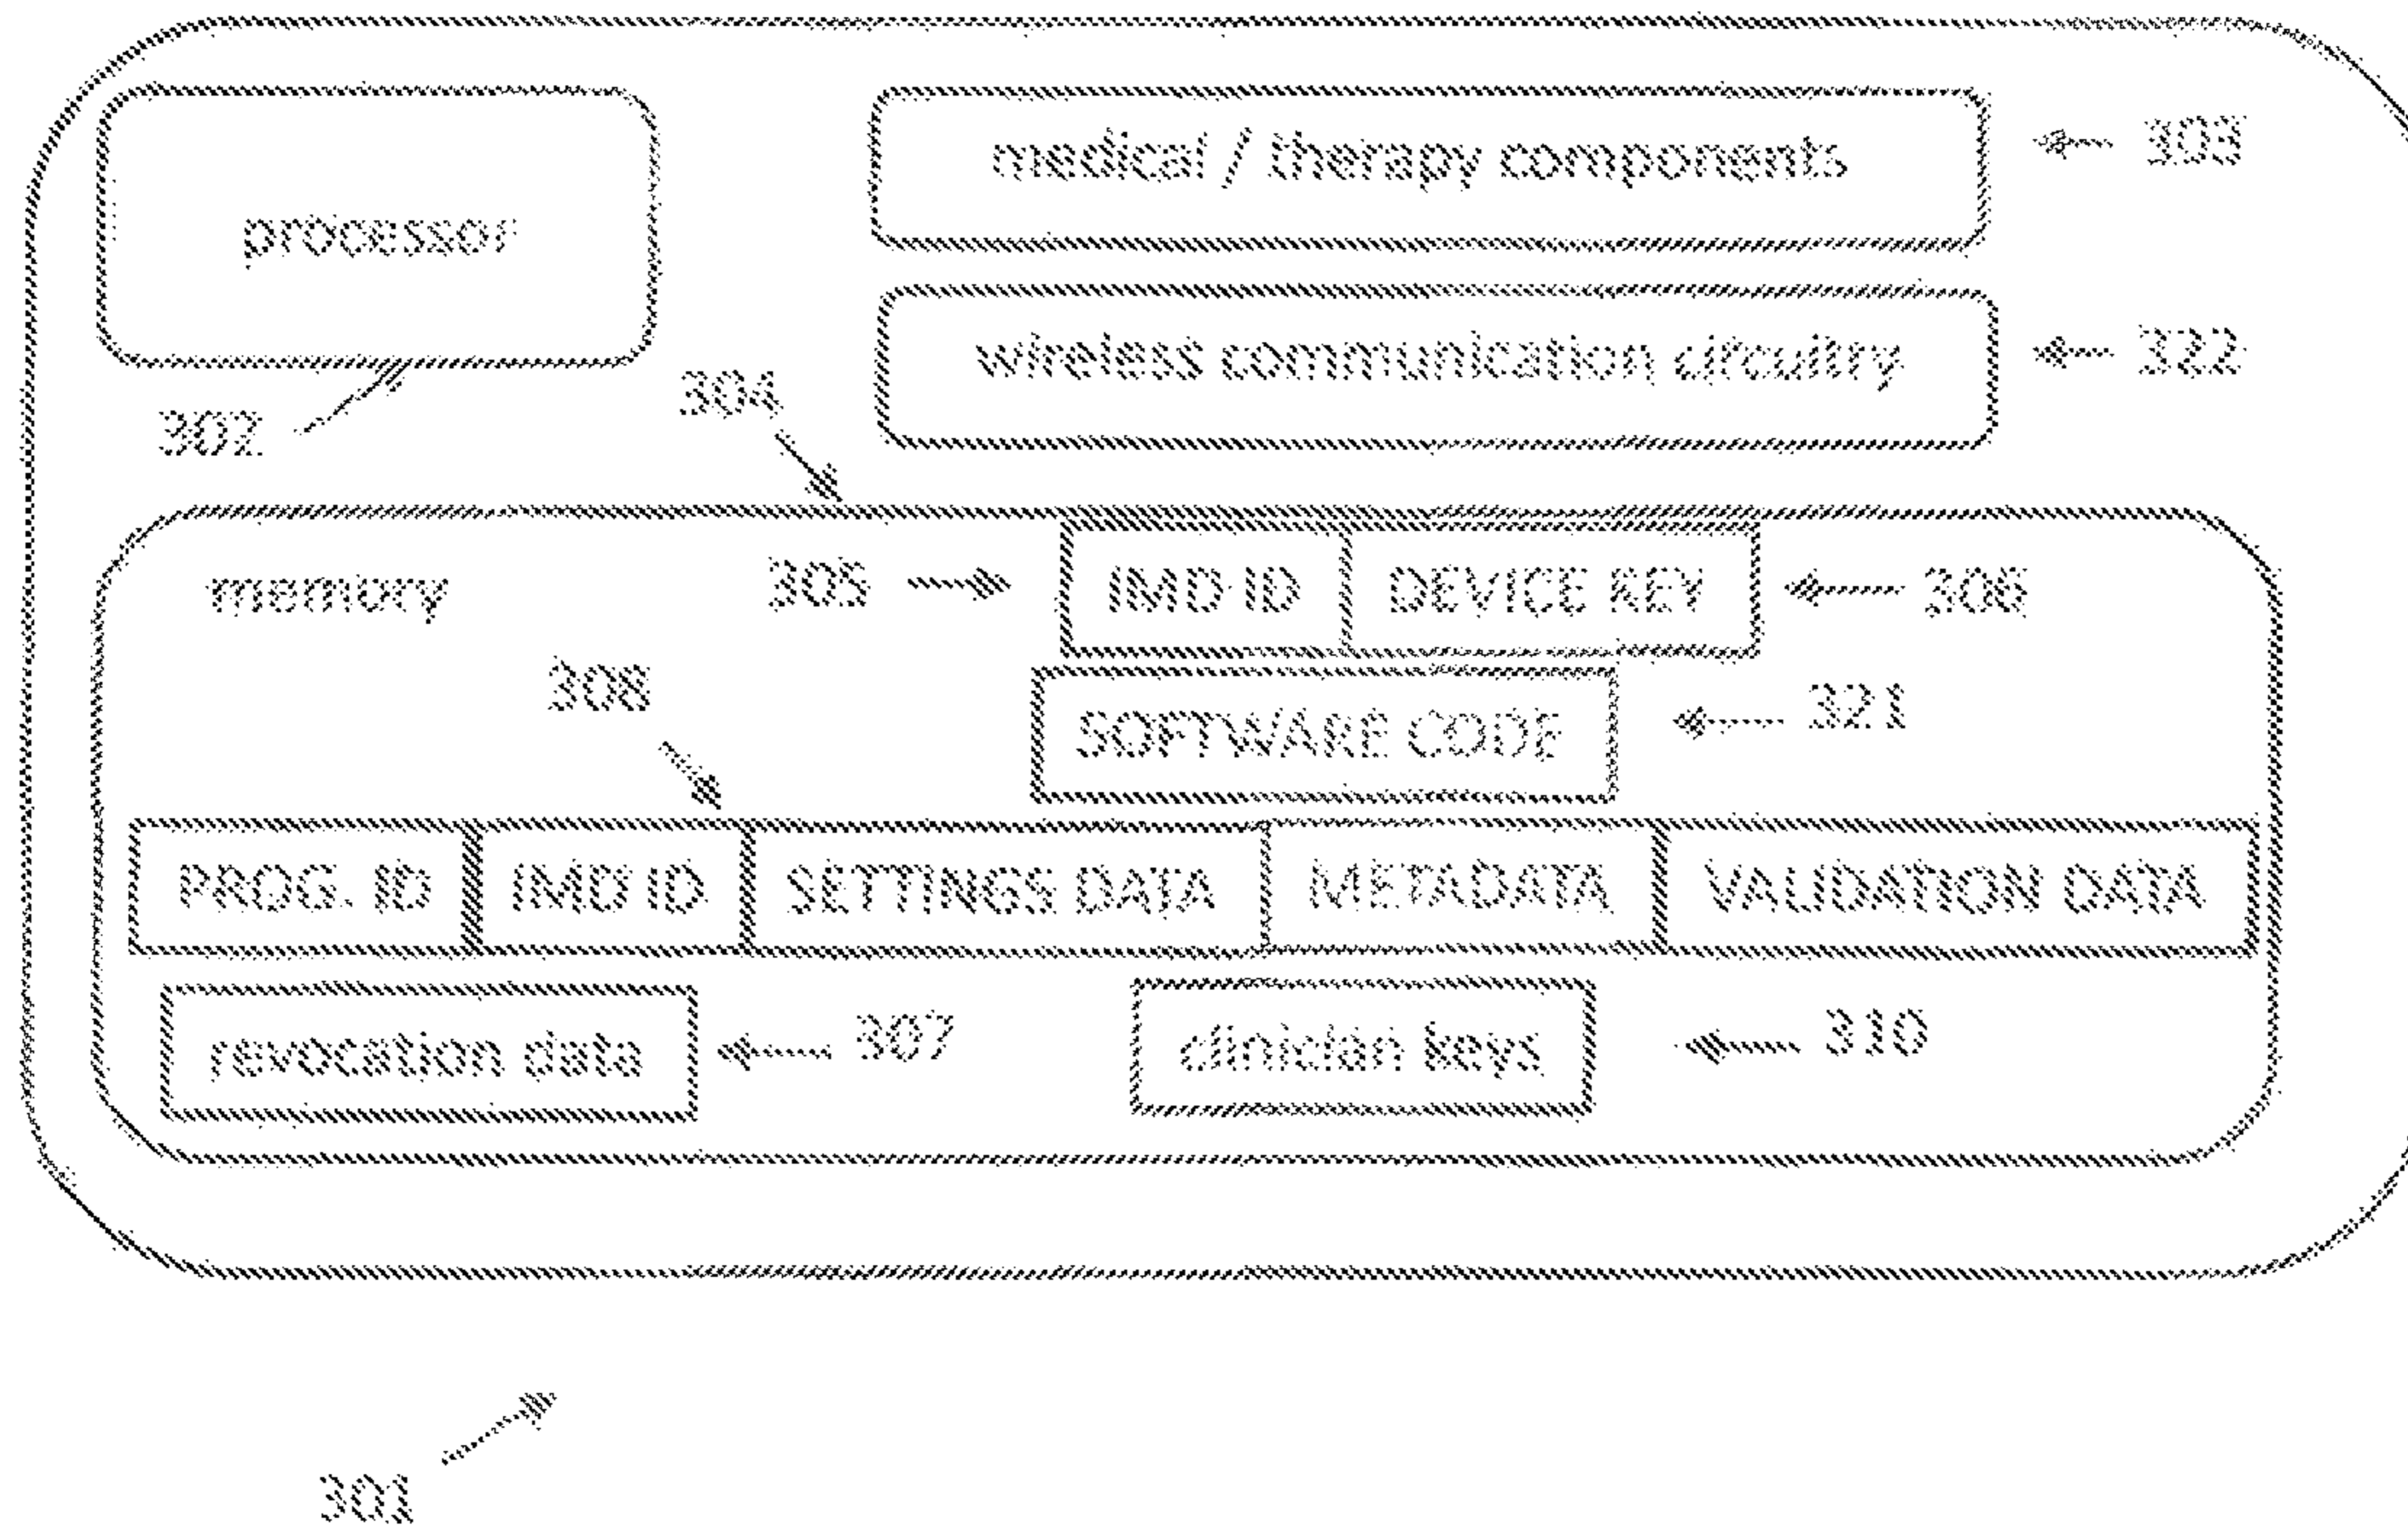 medical / therapy components 303
processor
wireless communication circuitry 322
304
302
memory 305 IMD ID DEVICE KEY 306
308 SOFTWARE CODE 321
PROG. ID IMD ID SETTINGS DATA METADATA VALIDATION DATA
revocation data 307 clinician keys 310
301